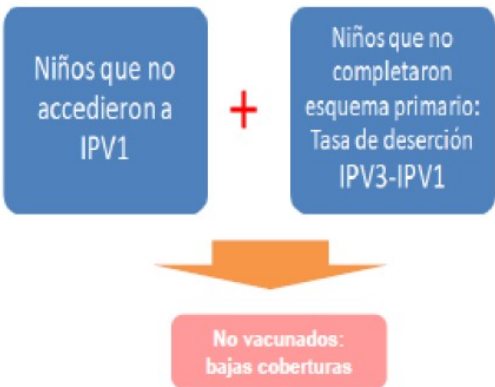 Niños que no
accedieron a
IPV1
+
Niños que no
completaron
esquema primario:
Tasa de deserción
IPV3-IPV1
No vacunados:
bajas coberturas